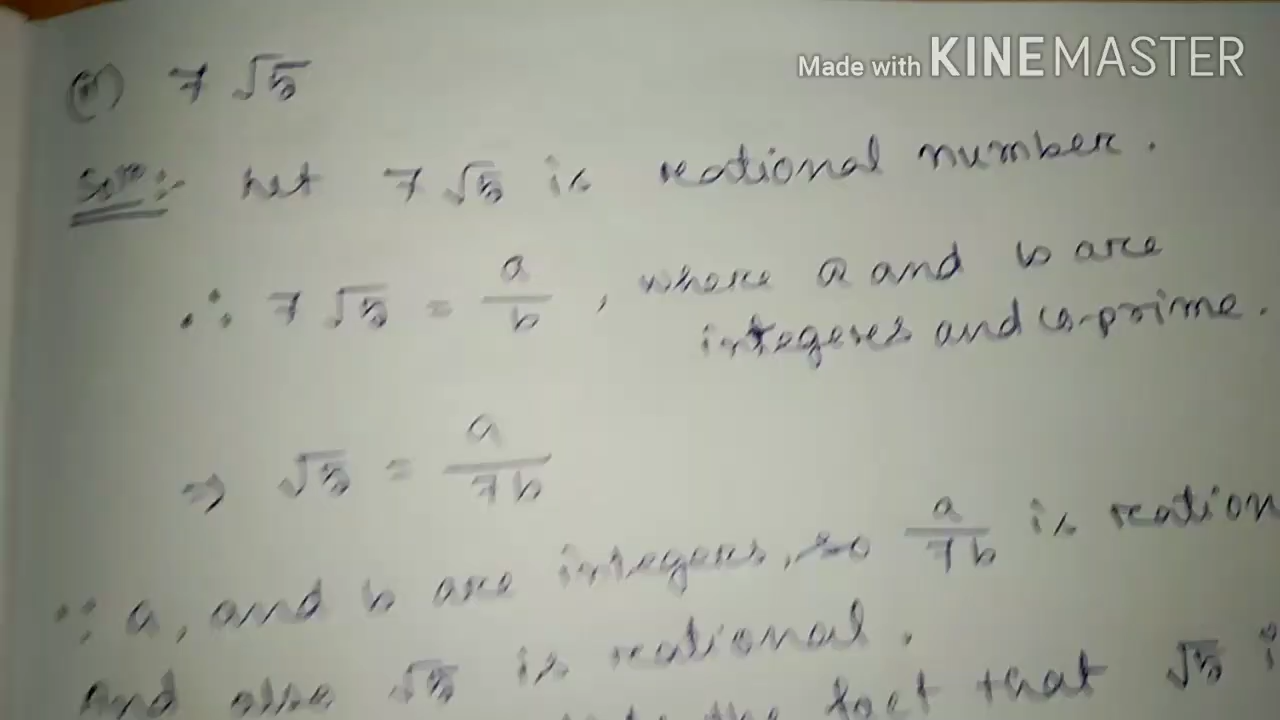 Made with KINEMASTER
(ii) 7√5
Solⁿ :- Let 7√5 is rational number.
∴ 7√5 = a/b , where a and b are
integers and co-prime.
⇒ √5 = a/7b
∵ a, and b are integers, so a/7b is ration
And also √5 is rational.
the fact that √5 i